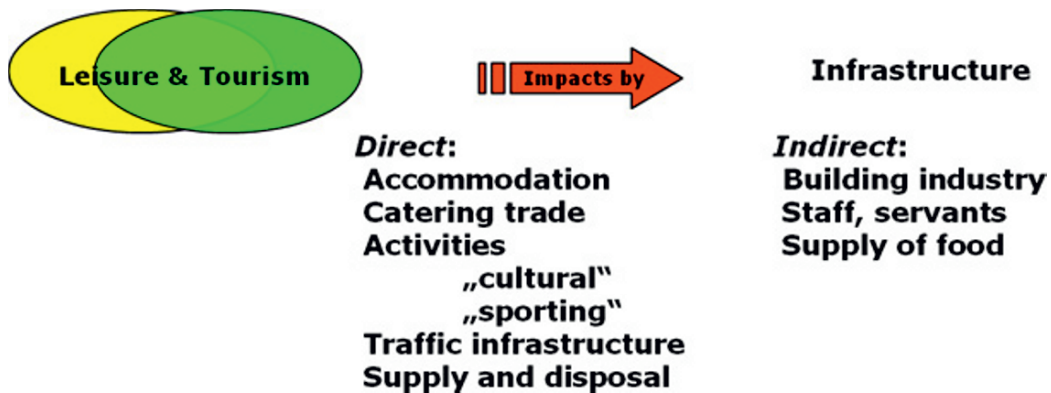 Leisure & Tourism
Impacts by
Infrastructure
Direct:
Accommodation
Catering trade
Activities
„cultural“
„sporting“
Traffic infrastructure
Supply and disposal
Indirect:
Building industry
Staff, servants
Supply of food